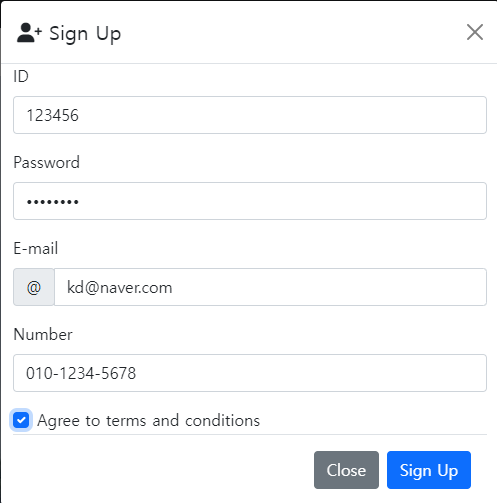 Sign Up
ID
123456
Password
••••••••
E-mail
@ kd@naver.com
Number
010-1234-5678
Agree to terms and conditions
Close Sign Up